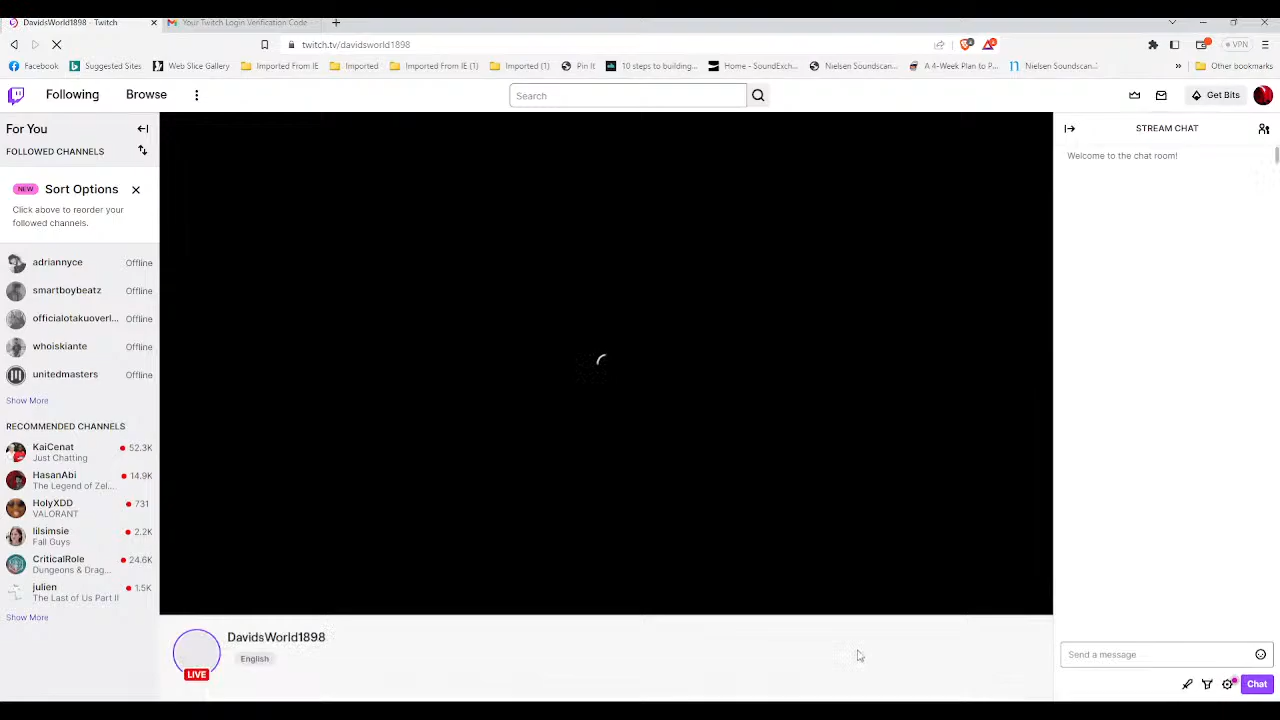 DavidsWorld1898 - Twitch
Your Twitch Login Verification Code -
twitch.tv/davidsworld1898
VPN
Facebook
Suggested Sites
Web Slice Gallery
Imported From IE
Imported
Imported From IE (1)
Imported (1)
Pin It
10 steps to building...
Home - SoundExch...
Nielsen Soundscan...
A 4-Week Plan to P...
Nielsen Soundscan...
Other bookmarks
Following
Browse
Search
Get Bits
For You
FOLLOWED CHANNELS
NEW Sort Options
Click above to reorder your
followed channels.
adriannyce Offline
smartboybeatz Offline
officialotakuoverl... Offline
whoiskiante Offline
unitedmasters Offline
Show More
RECOMMENDED CHANNELS
KaiCenat 52.3K
Just Chatting
HasanAbi 14.9K
The Legend of Zel...
HolyXDD 731
VALORANT
lilsimsie 2.2K
Fall Guys
CriticalRole 24.6K
Dungeons & Drag...
julien 1.5K
The Last of Us Part II
Show More
DavidsWorld1898
English
LIVE
STREAM CHAT
Welcome to the chat room!
Send a message
Chat